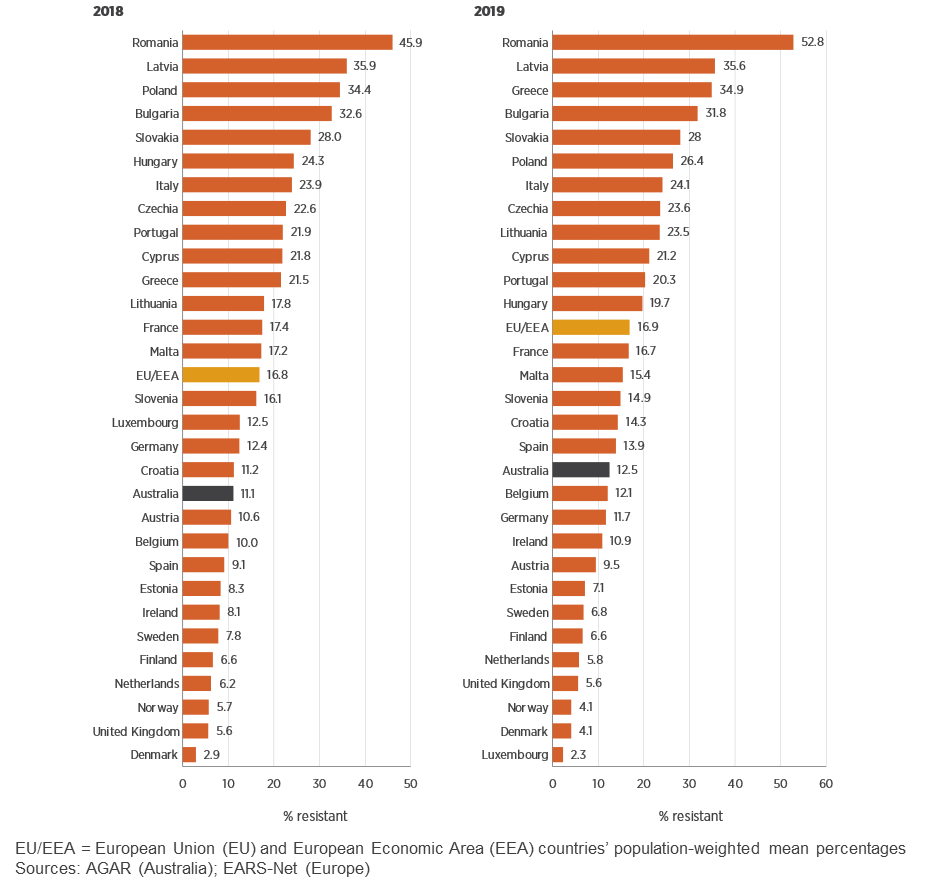 2018
Romania 45.9
Latvia 35.9
Poland 34.4
Bulgaria 32.6
Slovakia 28.0
Hungary 24.3
Italy 23.9
Czechia 22.6
Portugal 21.9
Cyprus 21.8
Greece 21.5
Lithuania 17.8
France 17.4
Malta 17.2
EU/EEA 16.8
Slovenia 16.1
Luxembourg 12.5
Germany 12.4
Croatia 11.2
Australia 11.1
Austria 10.6
Belgium 10.0
Spain 9.1
Estonia 8.3
Ireland 8.1
Sweden 7.8
Finland 6.6
Netherlands 6.2
Norway 5.7
United Kingdom 5.6
Denmark 2.9
0 10 20 30 40 50
% resistant
2019
Romania 52.8
Latvia 35.6
Greece 34.9
Bulgaria 31.8
Slovakia 28
Poland 26.4
Italy 24.1
Czechia 23.6
Lithuania 23.5
Cyprus 21.2
Portugal 20.3
Hungary 19.7
EU/EEA 16.9
France 16.7
Malta 15.4
Slovenia 14.9
Croatia 14.3
Spain 13.9
Australia 12.5
Belgium 12.1
Germany 11.7
Ireland 10.9
Austria 9.5
Estonia 7.1
Sweden 6.8
Finland 6.6
Netherlands 5.8
United Kingdom 5.6
Norway 4.1
Denmark 4.1
Luxembourg 2.3
0 10 20 30 40 50 60
% resistant
EU/EEA = European Union (EU) and European Economic Area (EEA) countries' population-weighted mean percentages
Sources: AGAR (Australia); EARS-Net (Europe)